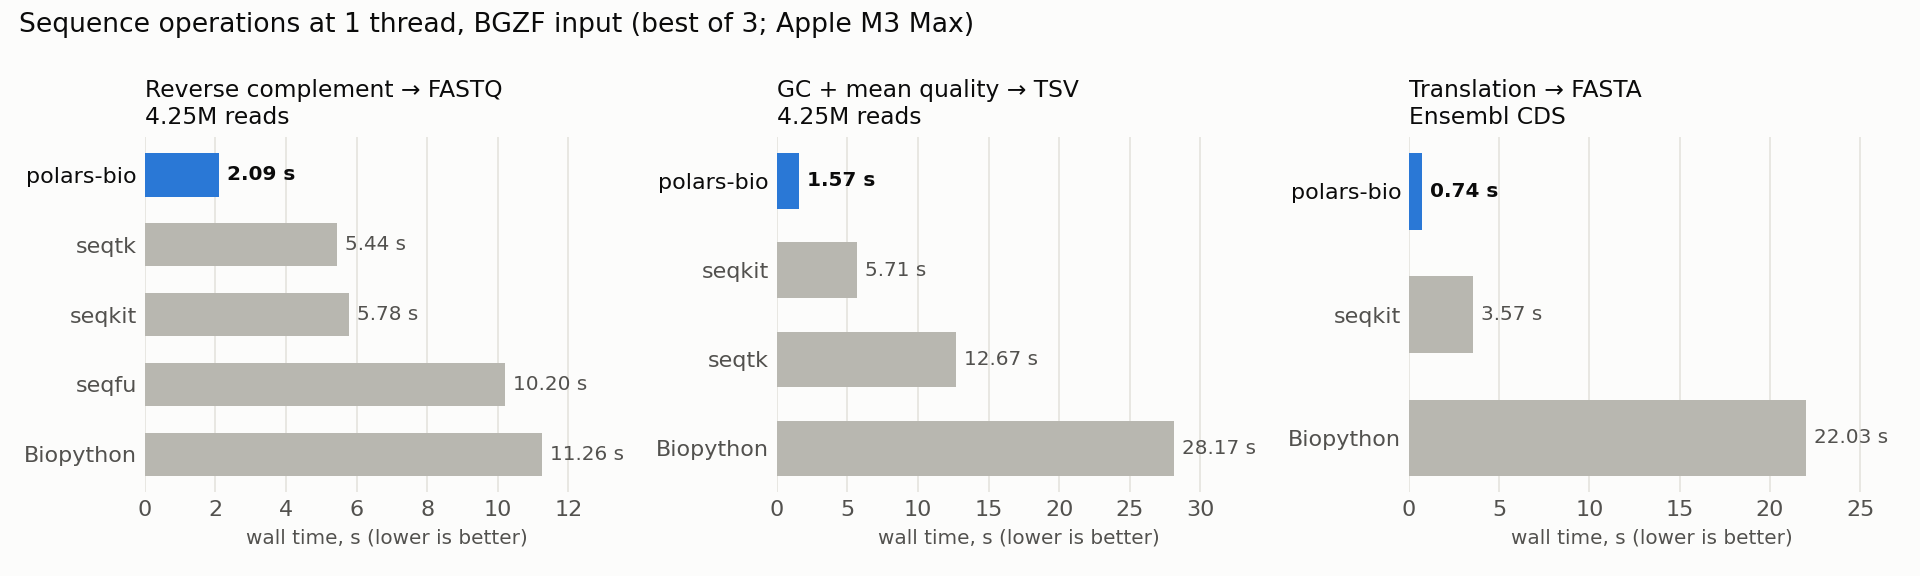 Sequence operations at 1 thread, BGZF input (best of 3; Apple M3 Max)
Reverse complement → FASTQ
4.25M reads
polars-bio 2.09 s
seqtk 5.44 s
seqkit 5.78 s
seqfu 10.20 s
Biopython 11.26 s
0 2 4 6 8 10 12
wall time, s (lower is better)
GC + mean quality → TSV
4.25M reads
polars-bio 1.57 s
seqkit 5.71 s
seqtk 12.67 s
Biopython 28.17 s
0 5 10 15 20 25 30
wall time, s (lower is better)
Translation → FASTA
Ensembl CDS
polars-bio 0.74 s
seqkit 3.57 s
Biopython 22.03 s
0 5 10 15 20 25
wall time, s (lower is better)